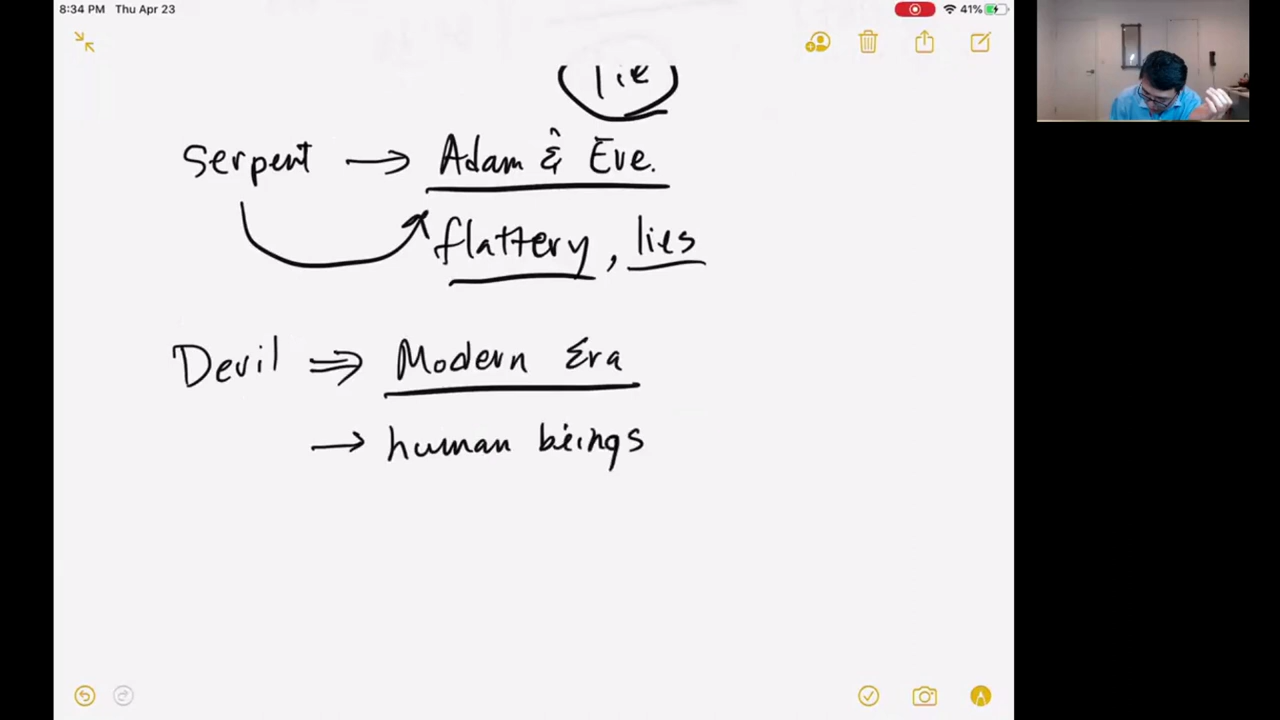 8:34 PM Thu Apr 23 41%
lie
Serpent → Adam & Eve.
flattery, lies
Devil ⇒ Modern Era
→ human beings